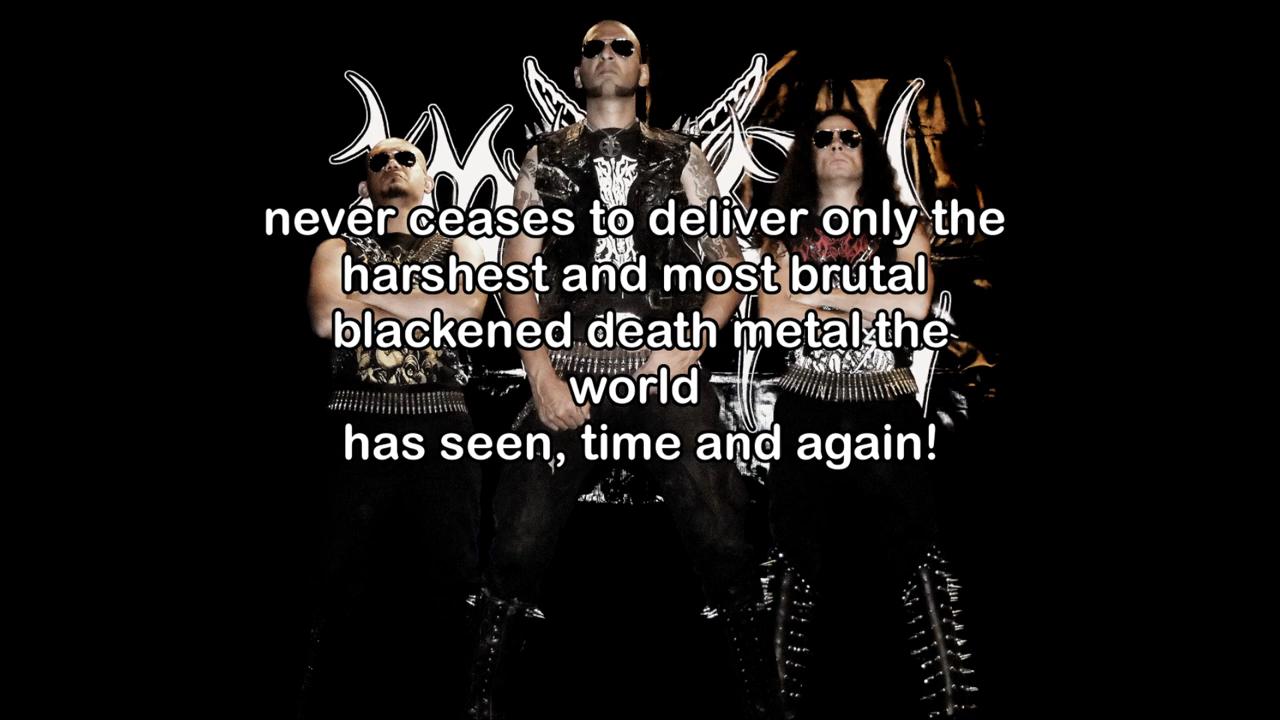 never ceases to deliver only the
harshest and most brutal
blackened death metal the
world
has seen, time and again!